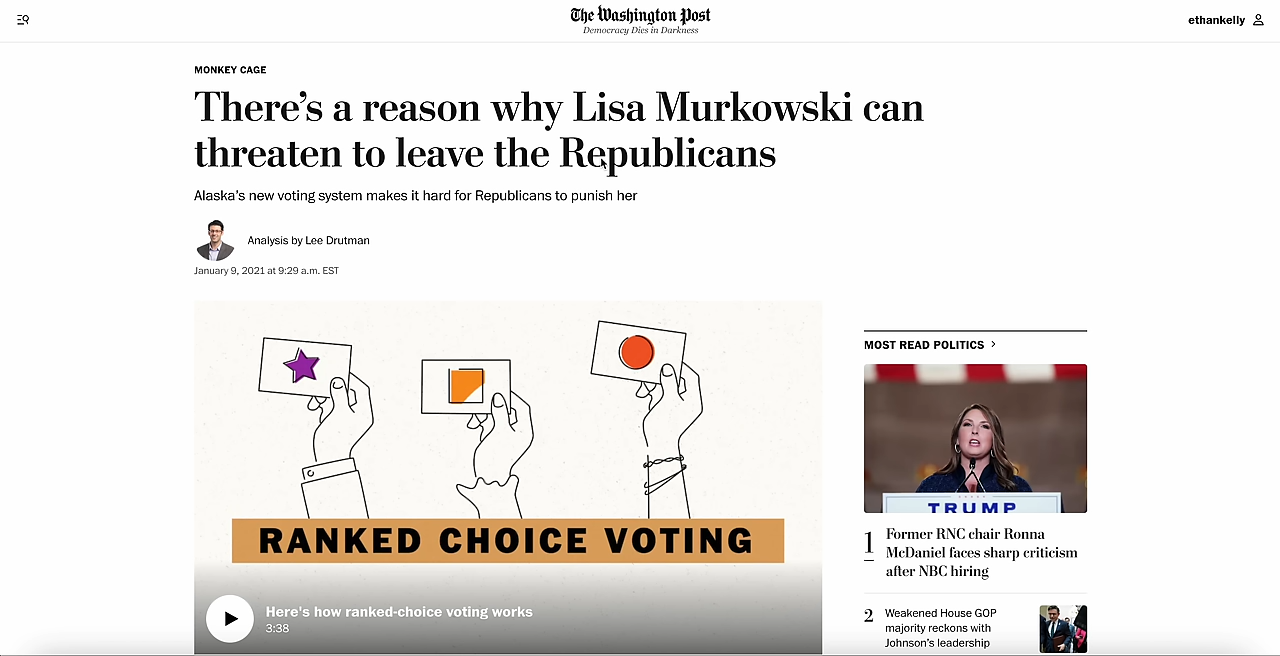 The Washington Post
Democracy Dies in Darkness
ethankelly
MONKEY CAGE
There’s a reason why Lisa Murkowski can
threaten to leave the Republicans
Alaska’s new voting system makes it hard for Republicans to punish her
Analysis by Lee Drutman
January 9, 2021 at 9:29 a.m. EST
RANKED CHOICE VOTING
Here's how ranked-choice voting works
3:38
MOST READ POLITICS
TRUMP
1
Former RNC chair Ronna
McDaniel faces sharp criticism
after NBC hiring
2
Weakened House GOP
majority reckons with
Johnson’s leadership